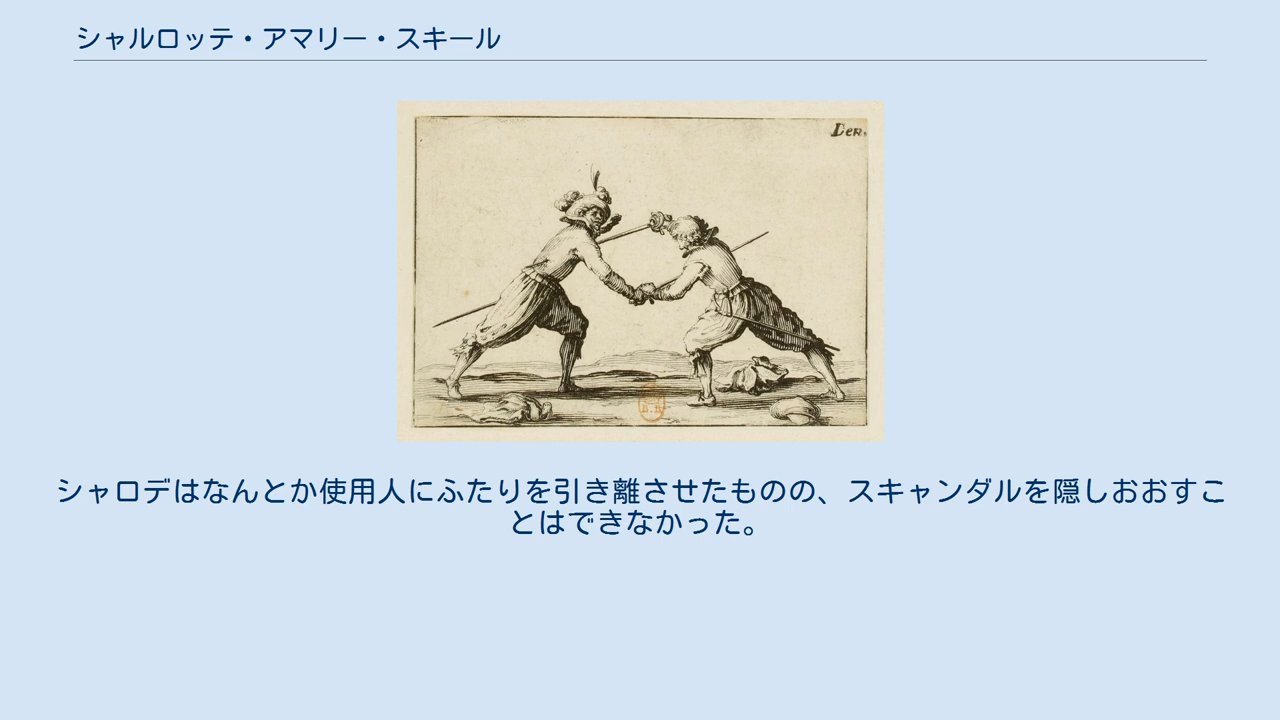 シャルロッテ・アマリー・スキール
Der.
B.R.
シャロデはなんとか使用人にふたりを引き離させたものの、スキャンダルを隠しおおすこ
とはできなかった。